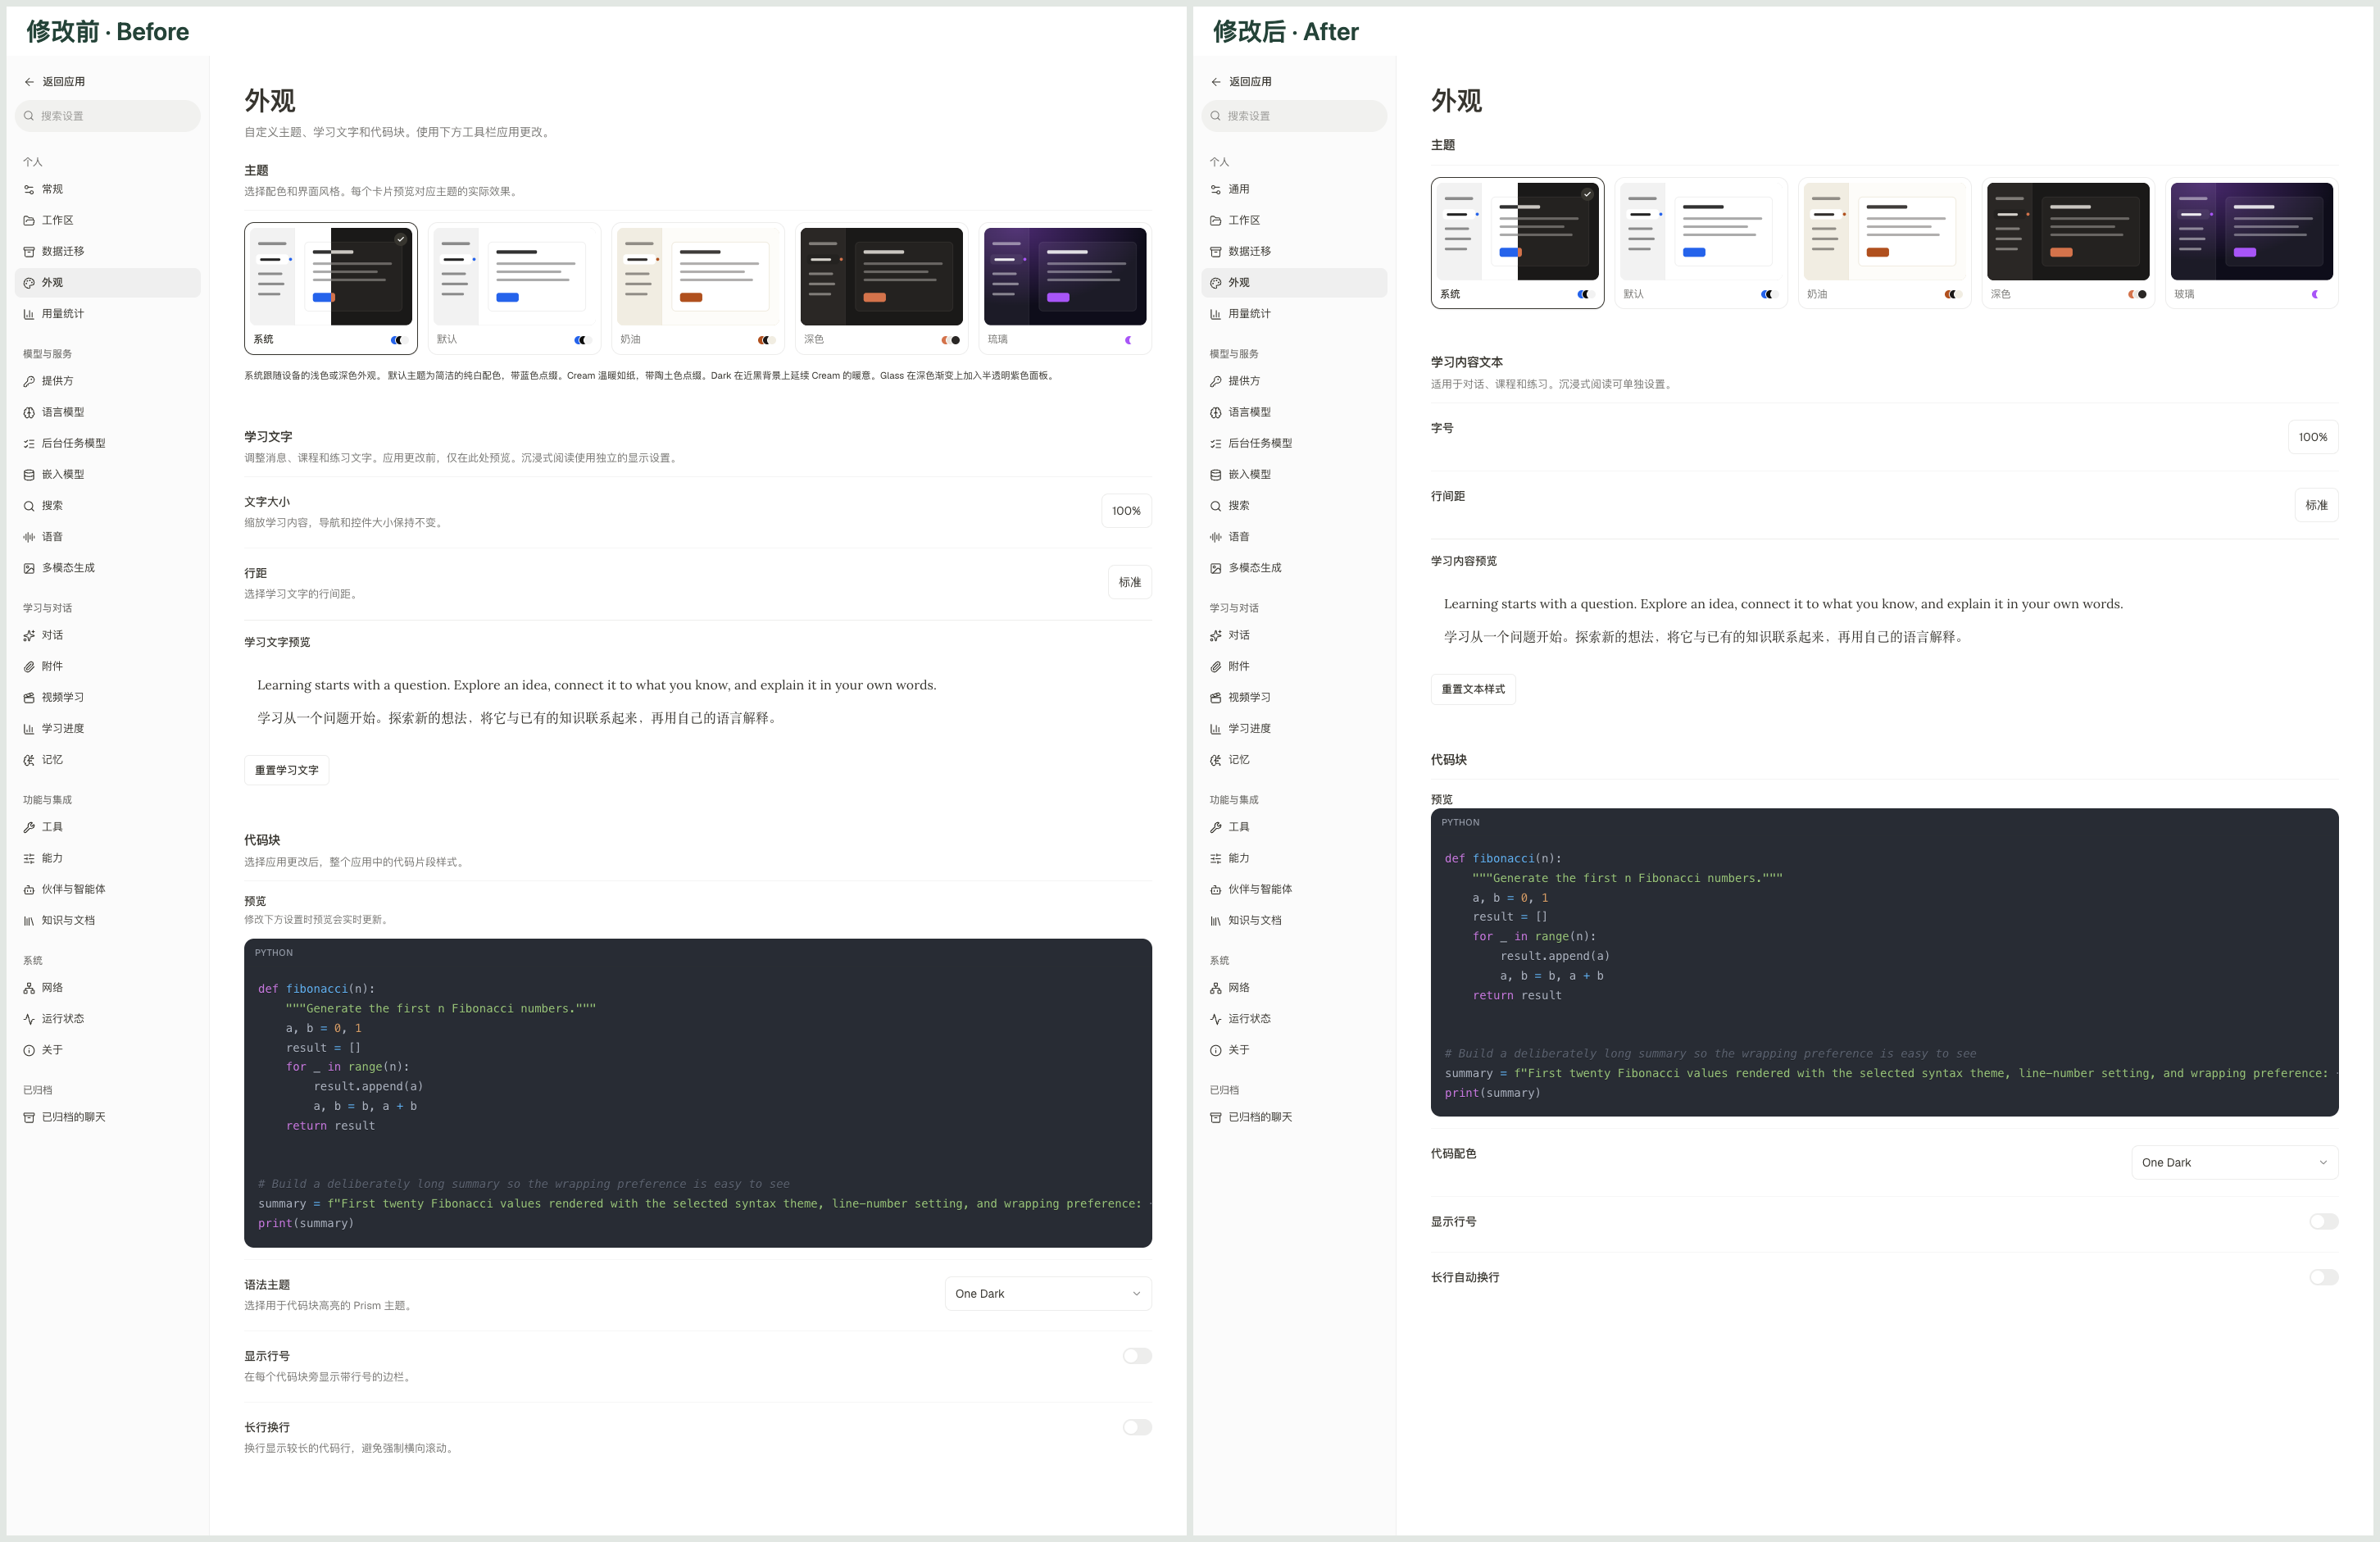 修改前 · Before
返回应用
搜索设置
个人
常规
工作区
数据迁移
外观
用量统计
模型与服务
提供方
语言模型
后台任务模型
嵌入模型
搜索
语音
多模态生成
学习与对话
对话
附件
视频学习
学习进度
记忆
功能与集成
工具
能力
伙伴与智能体
知识与文档
系统
网络
运行状态
关于
已归档
已归档的聊天
外观
自定义主题、学习文字和代码块。使用下方工具栏应用更改。
主题
选择配色和界面风格。每个卡片预览对应主题的实际效果。
系统
默认
奶油
深色
琉璃
系统跟随设备的浅色或深色外观。 默认主题为简洁的纯白配色，带蓝色点缀。Cream 温暖如纸，带陶土色点缀。Dark 在近黑背景上延续 Cream 的暖意。Glass 在深色渐变上加入半透明紫色面板。
学习文字
调整消息、课程和练习文字。应用更改前，仅在此处预览。沉浸式阅读使用独立的显示设置。
文字大小
缩放学习内容，导航和控件大小保持不变。
100%
行距
选择学习文字的行间距。
标准
学习文字预览
Learning starts with a question. Explore an idea, connect it to what you know, and explain it in your own words.
学习从一个问题开始。探索新的想法，将它与已有的知识联系起来，再用自己的语言解释。
重置学习文字
代码块
选择应用更改后，整个应用中的代码片段样式。
预览
修改下方设置时预览会实时更新。
PYTHON
def fibonacci(n):
"""Generate the first n Fibonacci numbers."""
a, b = 0, 1
result = []
for _ in range(n):
result.append(a)
a, b = b, a + b
return result
# Build a deliberately long summary so the wrapping preference is easy to see
summary = f"First twenty Fibonacci values rendered with the selected syntax theme, line-number setting, and wrapping preference:
print(summary)
语法主题
选择用于代码块高亮的 Prism 主题。
One Dark
显示行号
在每个代码块旁显示带行号的边栏。
长行换行
换行显示较长的代码行，避免强制横向滚动。
修改后 · After
返回应用
搜索设置
个人
通用
工作区
数据迁移
外观
用量统计
模型与服务
提供方
语言模型
后台任务模型
嵌入模型
搜索
语音
多模态生成
学习与对话
对话
附件
视频学习
学习进度
记忆
功能与集成
工具
能力
伙伴与智能体
知识与文档
系统
网络
运行状态
关于
已归档
已归档的聊天
外观
主题
系统
默认
奶油
深色
玻璃
学习内容文本
适用于对话、课程和练习。沉浸式阅读可单独设置。
字号
100%
行间距
标准
学习内容预览
Learning starts with a question. Explore an idea, connect it to what you know, and explain it in your own words.
学习从一个问题开始。探索新的想法，将它与已有的知识联系起来，再用自己的语言解释。
重置文本样式
代码块
预览
PYTHON
def fibonacci(n):
"""Generate the first n Fibonacci numbers."""
a, b = 0, 1
result = []
for _ in range(n):
result.append(a)
a, b = b, a + b
return result
# Build a deliberately long summary so the wrapping preference is easy to see
summary = f"First twenty Fibonacci values rendered with the selected syntax theme, line-number setting, and wrapping preference:
print(summary)
代码配色
One Dark
显示行号
长行自动换行